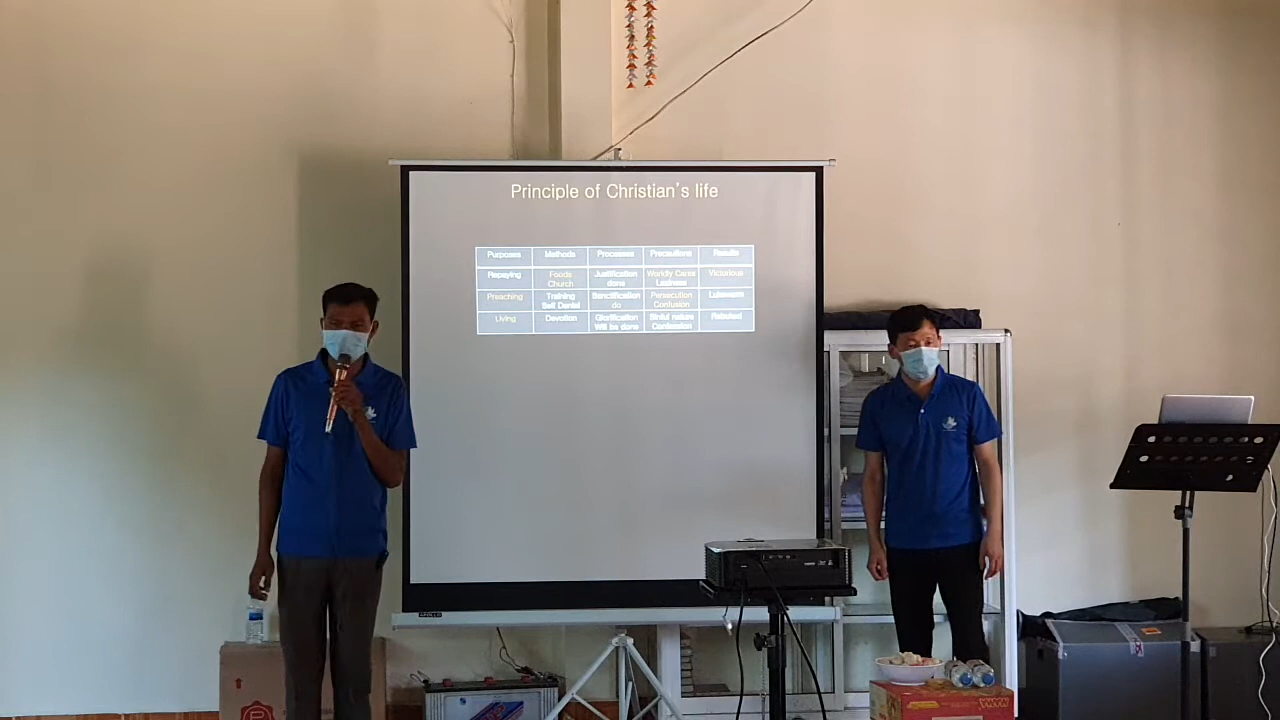 Principle of Christian's life
Purposes Methods Processes Precautions Results
Repaying Foods Church Justification done Worldly Cares Laziness Victorious
Preaching Training Self Denial Sanctification do Persecution Confusion Lukewarm
Living Devotion Glorification Will be done Sinful nature Confession Rebuked